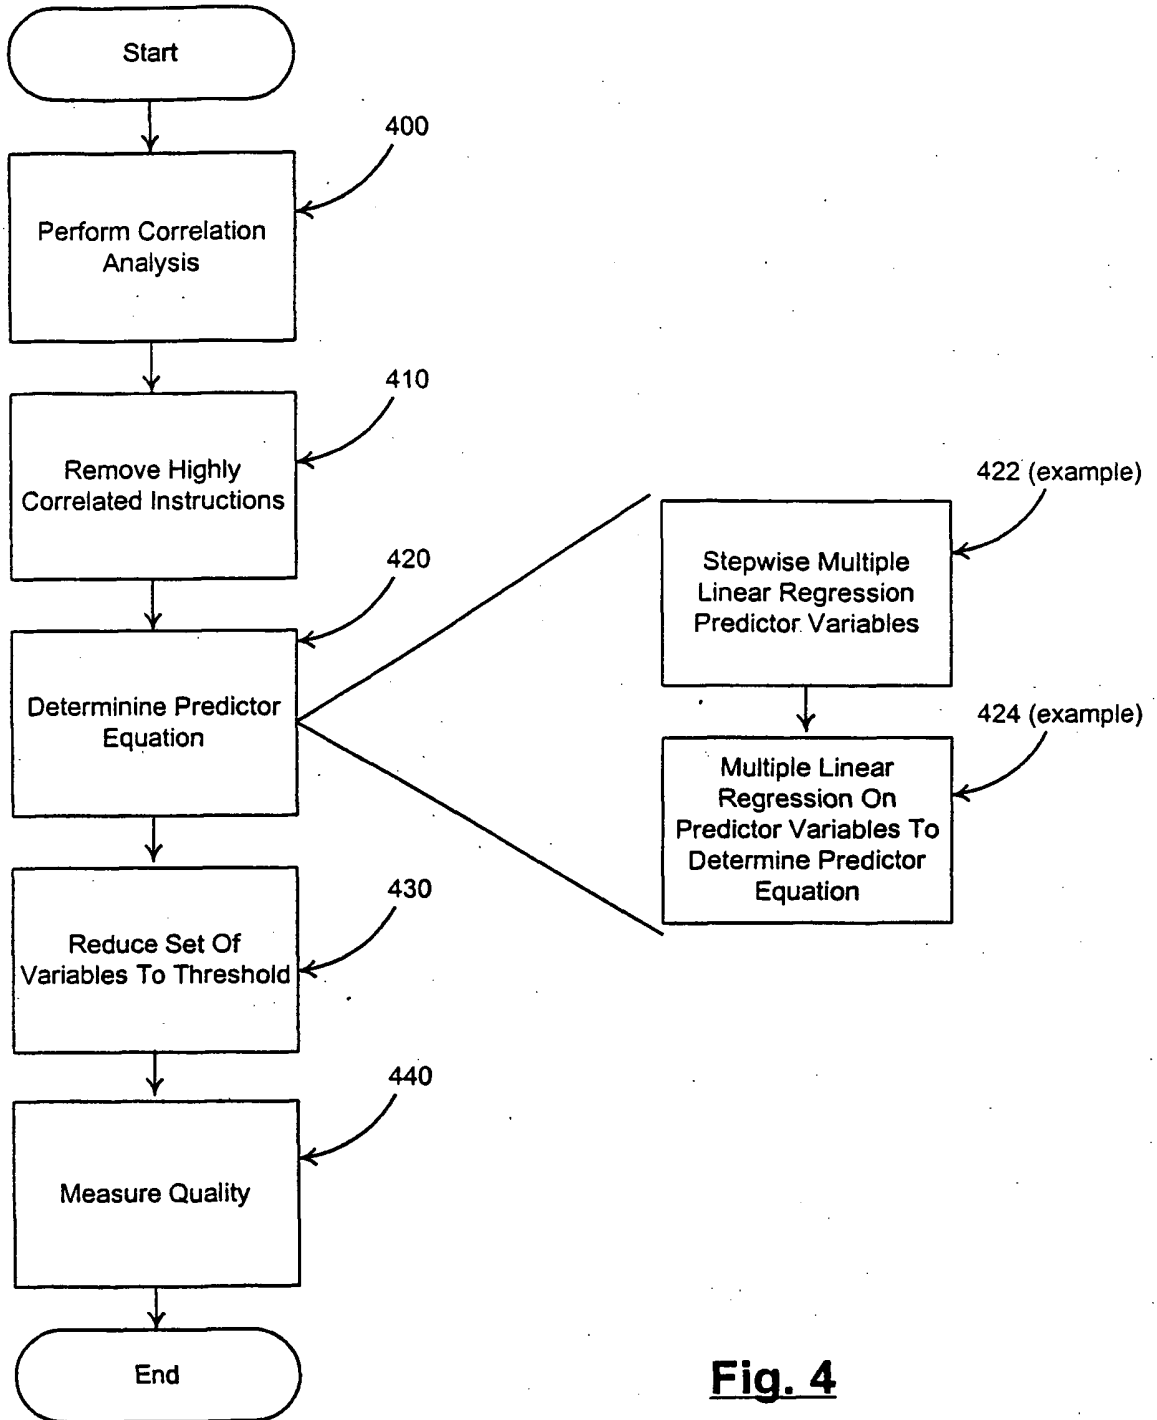 Start
400
Perform Correlation
Analysis
410
Remove Highly
Correlated Instructions
420
Determinine Predictor
Equation
422 (example)
Stepwise Multiple
Linear Regression
Predictor Variables
424 (example)
Multiple Linear
Regression On
Predictor Variables To
Determine Predictor
Equation
430
Reduce Set Of
Variables To Threshold
440
Measure Quality
End
Fig. 4